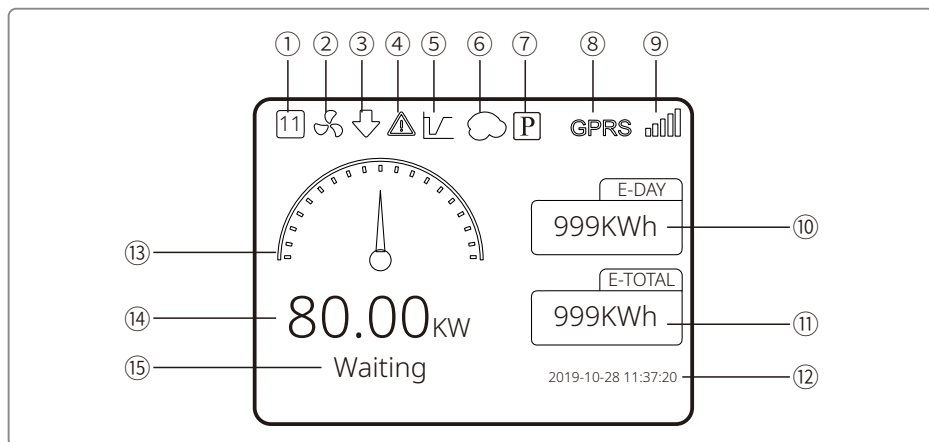 ① ② ③ ④ ⑤ ⑥ ⑦ ⑧ ⑨
11 P GPRS
E-DAY
999KWh ⑩
⑬
E-TOTAL
⑭ 80.00KW 999KWh ⑪
⑮ Waiting
2019-10-28 11:37:20 ⑫